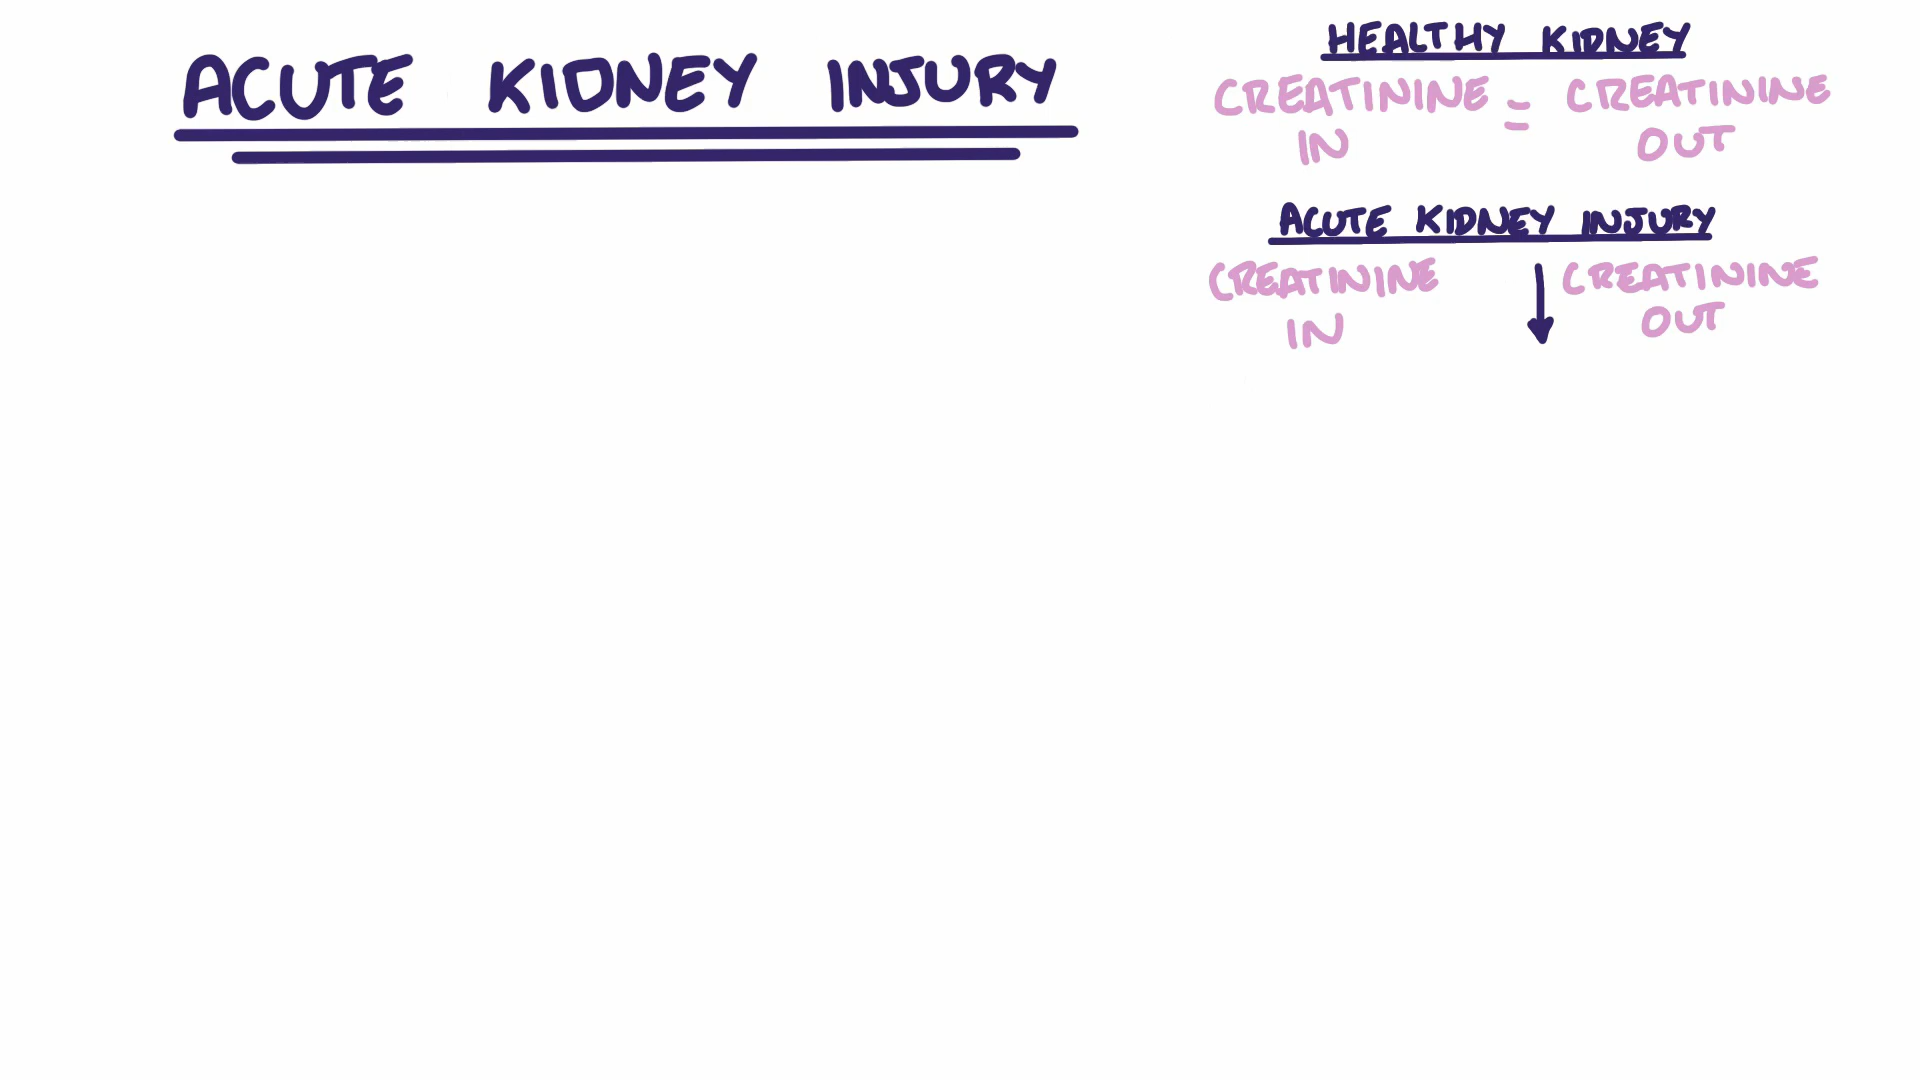 ACUTE KIDNEY INJURY
HEALTHY KIDNEY
CREATININE = CREATININE
IN OUT
ACUTE KIDNEY INJURY
CREATININE ↓ CREATININE
IN OUT